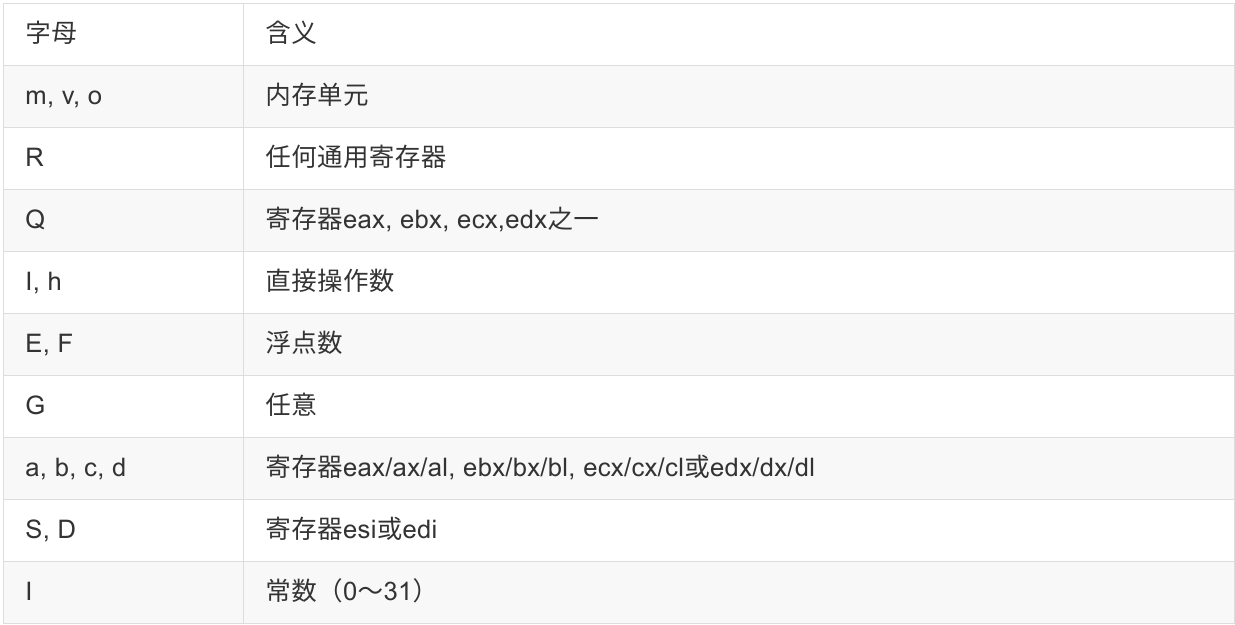 字母 含义
m, v, o 内存单元
R 任何通用寄存器
Q 寄存器eax, ebx, ecx,edx之一
I, h 直接操作数
E, F 浮点数
G 任意
a, b, c, d 寄存器eax/ax/al, ebx/bx/bl, ecx/cx/cl或edx/dx/dl
S, D 寄存器esi或edi
I 常数（0～31）